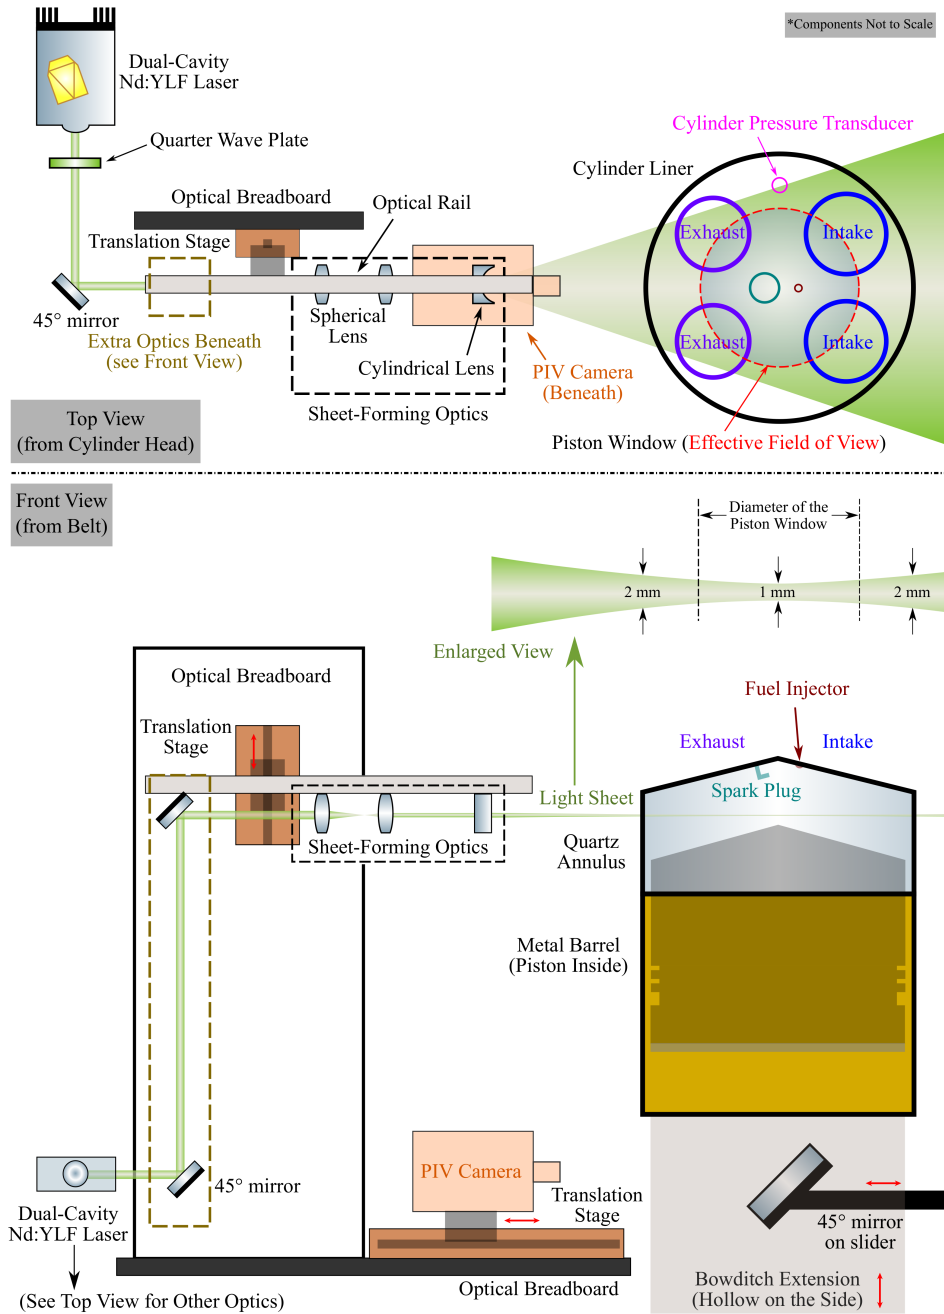 *Components Not to Scale
Dual-Cavity
Nd:YLF Laser
Quarter Wave Plate
Cylinder Pressure Transducer
Cylinder Liner
Optical Breadboard
Optical Rail
Translation Stage
Exhaust
Intake
45° mirror
Extra Optics Beneath
(see Front View)
Spherical
Lens
Cylindrical Lens
Sheet-Forming Optics
PIV Camera
(Beneath)
Exhaust
Intake
Piston Window (Effective Field of View)
Top View
(from Cylinder Head)
Front View
(from Belt)
Diameter of the
Piston Window
2 mm
1 mm
2 mm
Enlarged View
Optical Breadboard
Translation
Stage
Fuel Injector
Exhaust
Intake
Spark Plug
Light Sheet
Sheet-Forming Optics
Quartz
Annulus
Metal Barrel
(Piston Inside)
45° mirror
PIV Camera
Translation
Stage
Dual-Cavity
Nd:YLF Laser
(See Top View for Other Optics)
Optical Breadboard
45° mirror
on slider
Bowditch Extension
(Hollow on the Side)